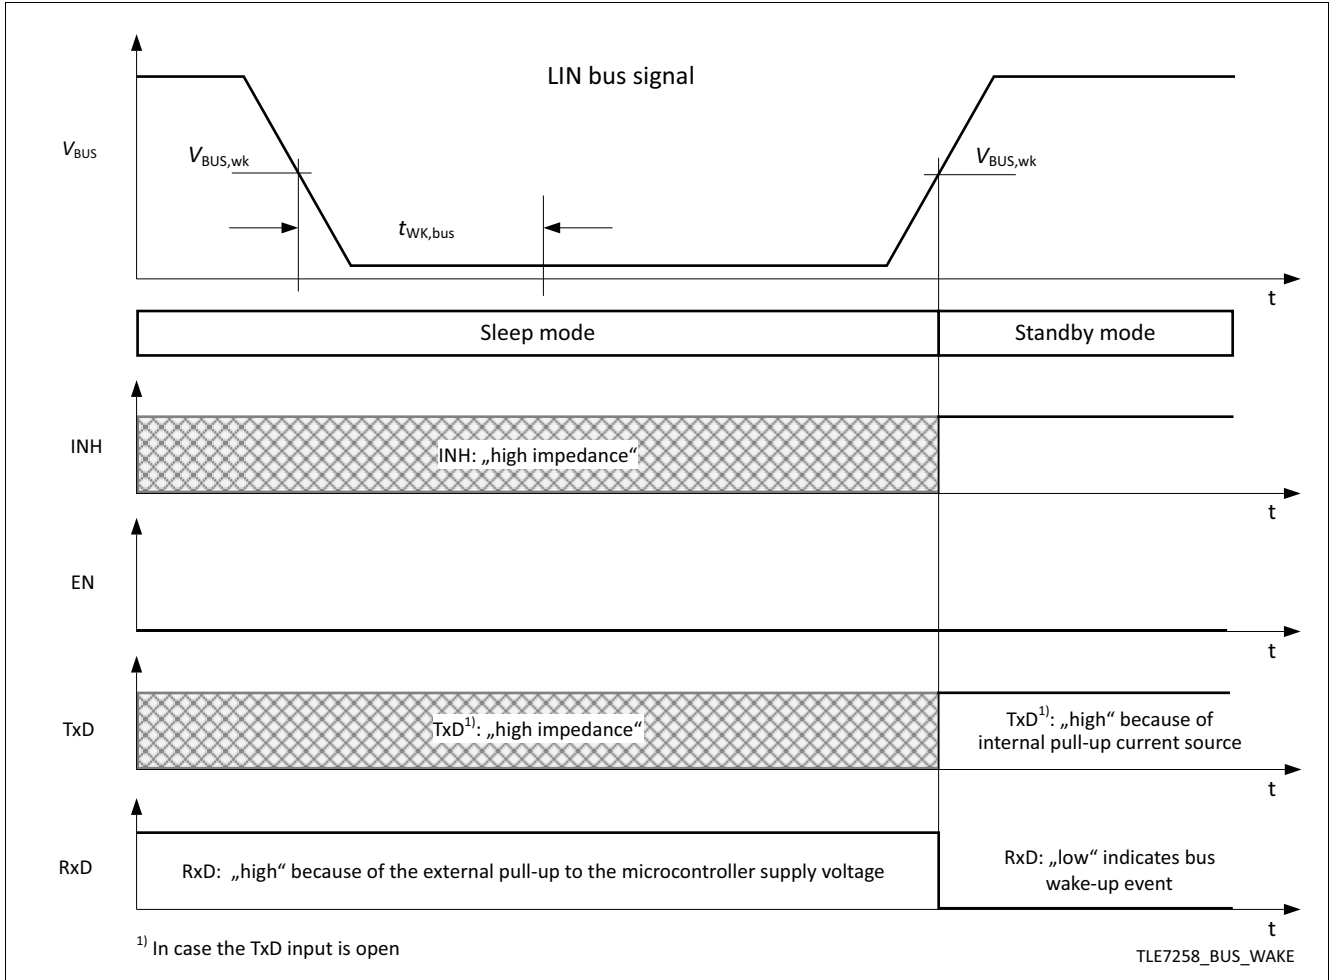 LIN bus signal
V_BUS
V_BUS,wk
V_BUS,wk
t_WK,bus
t
Sleep mode
Standby mode
INH
INH: „high impedance“
t
EN
t
TxD
TxD¹⁾: „high impedance“
TxD¹⁾: „high“ because of
internal pull-up current source
t
RxD
RxD: „high“ because of the external pull-up to the microcontroller supply voltage
RxD: „low“ indicates bus
wake-up event
t
¹⁾ In case the TxD input is open
TLE7258_BUS_WAKE